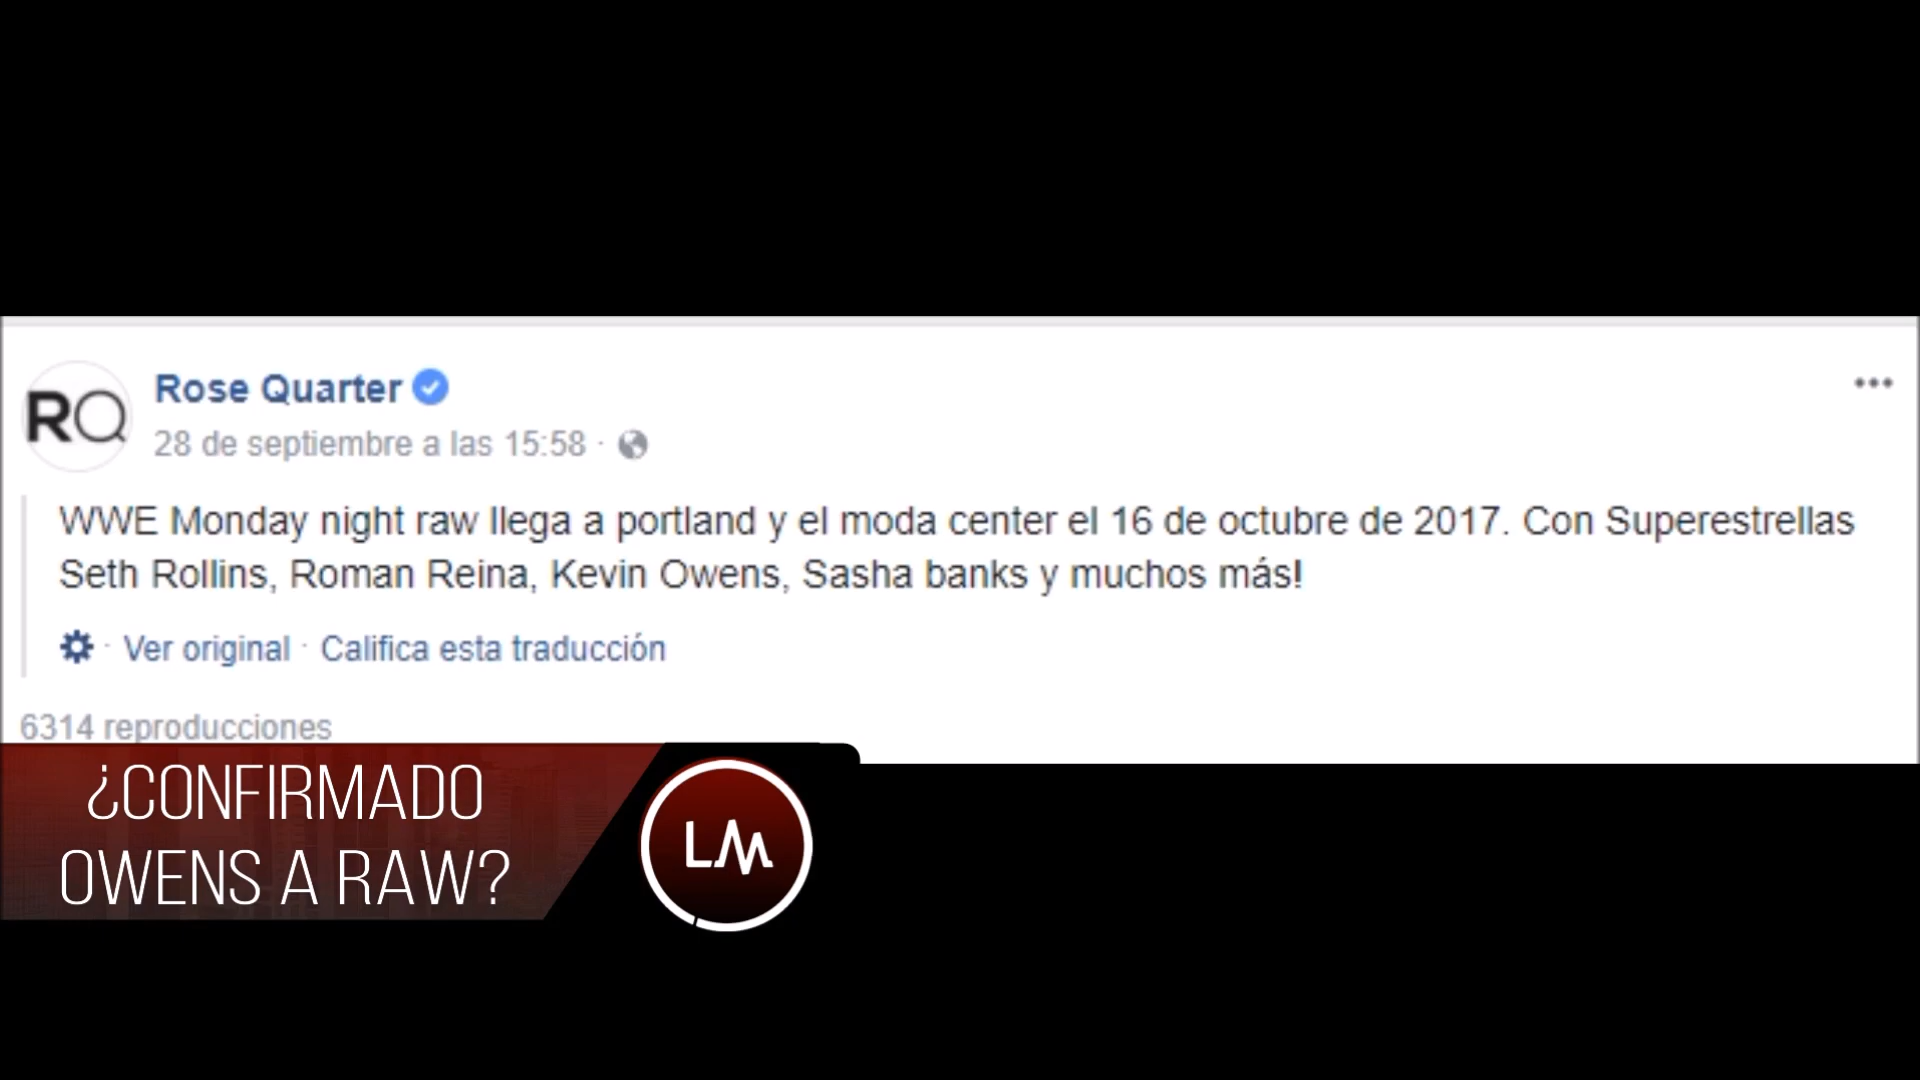 RQ
Rose Quarter
28 de septiembre a las 15:58 ·
WWE Monday night raw llega a portland y el moda center el 16 de octubre de 2017. Con Superestrellas
Seth Rollins, Roman Reina, Kevin Owens, Sasha banks y muchos más!
· Ver original · Califica esta traducción
6314 reproducciones
¿CONFIRMADO
OWENS A RAW?
LM